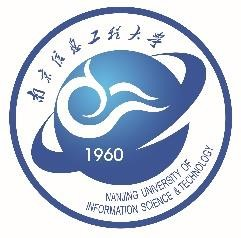 南京信息工程大学
1960
NANJING UNIVERSITY OF
INFORMATION SCIENCE & TECHNOLOGY